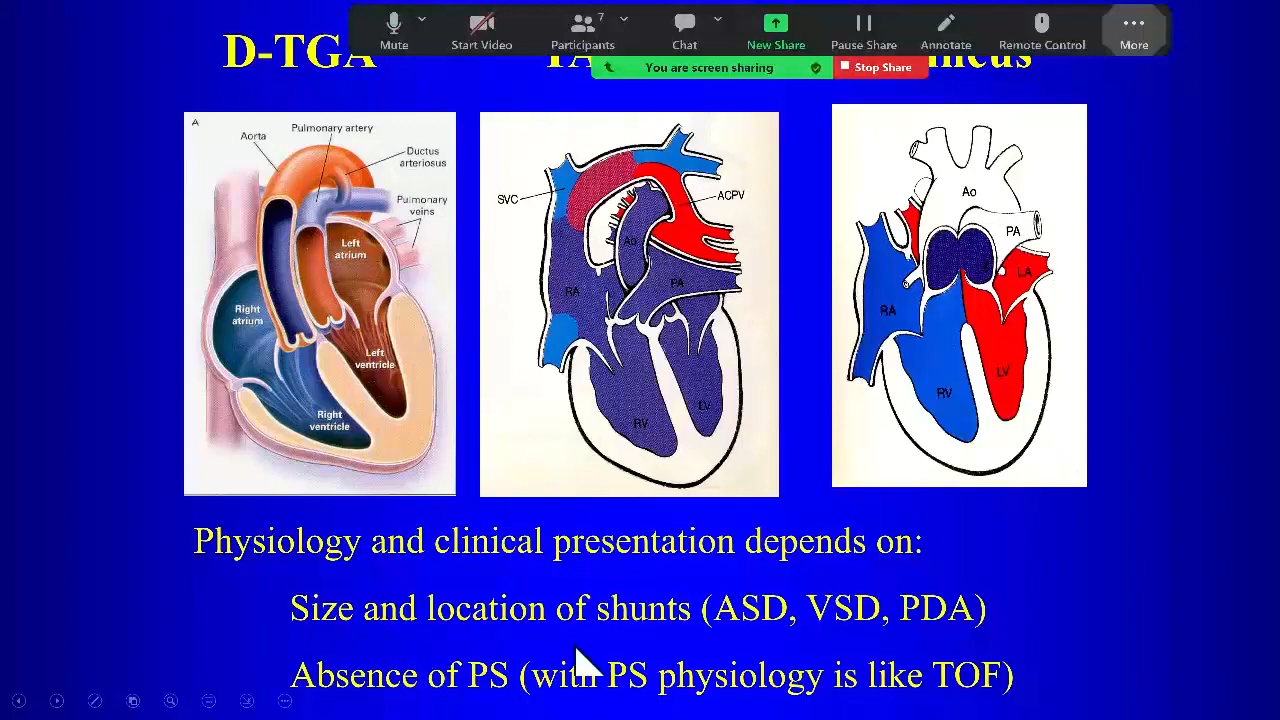 7
Mute
Start Video
Participants
Chat
New Share
Pause Share
Annotate
Remote Control
More
You are screen sharing
Stop Share
D-TGA
A
Aorta
Pulmonary artery
Ductus
arteriosus
Pulmonary
veins
Left
atrium
Right
atrium
Left
ventricle
Right
ventricle
SVC
ACPV
Ao
RA
PA
RV
LV
Ao
PA
LA
RA
LV
RV
Physiology and clinical presentation depends on:
Size and location of shunts (ASD, VSD, PDA)
Absence of PS (with PS physiology is like TOF)